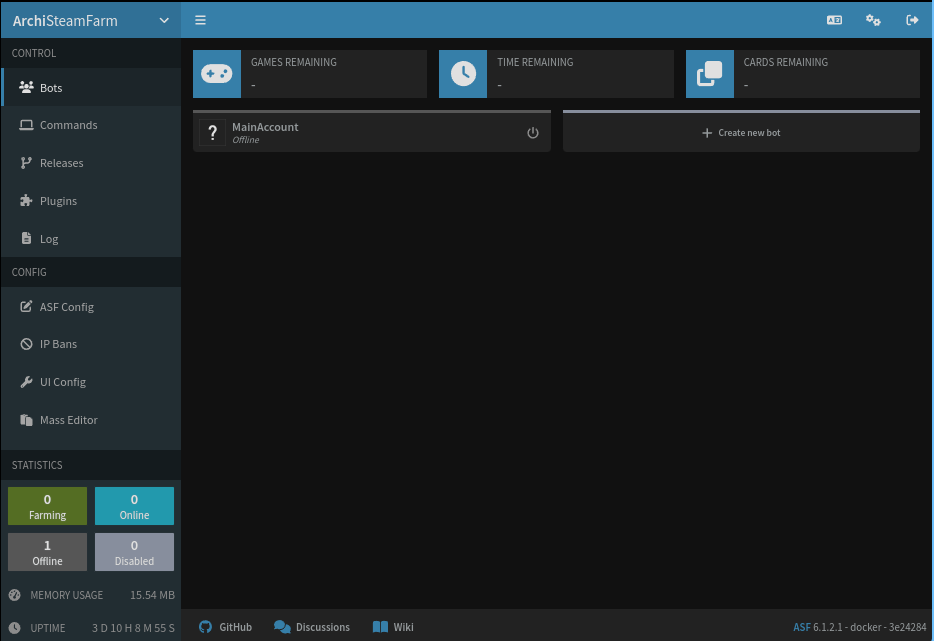 ArchiSteamFarm
CONTROL
Bots
Commands
Releases
Plugins
Log
CONFIG
ASF Config
IP Bans
UI Config
Mass Editor
STATISTICS
0 Farming
0 Online
1 Offline
0 Disabled
MEMORY USAGE 15.54 MB
UPTIME 3 D 10 H 8 M 55 S
GAMES REMAINING
-
TIME REMAINING
-
CARDS REMAINING
-
? MainAccount
Offline
+ Create new bot
GitHub Discussions Wiki
ASF 6.1.2.1 - docker - 3e24284